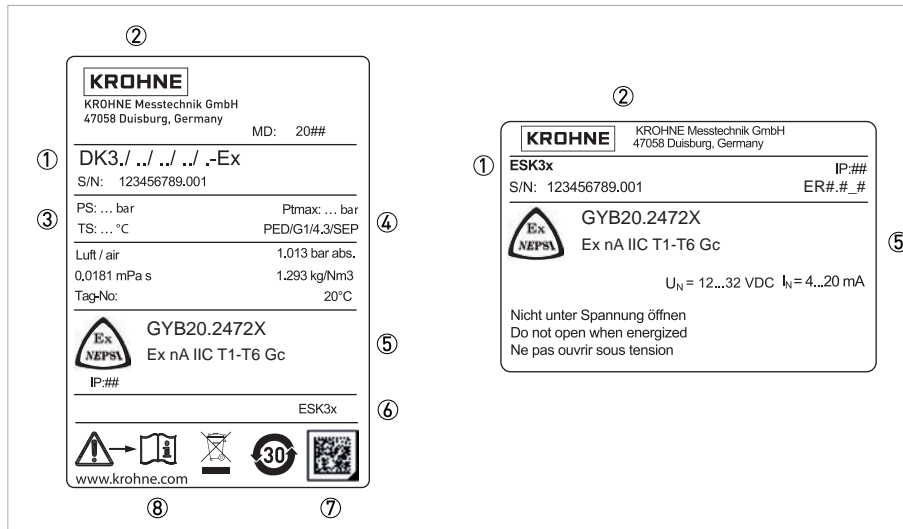 ②
KROHNE
KROHNE Messtechnik GmbH
47058 Duisburg, Germany
MD: 20##
①
DK3./ ../ ../ ../ .-Ex
S/N: 123456789.001
③
PS: ... bar
Ptmax: ... bar
④
TS: ... °C
PED/G1/4.3/SEP
Luft / air
1.013 bar abs.
0,0181 mPa s
1.293 kg/Nm3
Tag-No:
20°C
Ex
NEPSI
GYB20.2472X
Ex nA IIC T1-T6 Gc
⑤
IP:##
ESK3x
⑥
30
www.krohne.com
⑧
⑦
②
KROHNE
KROHNE Messtechnik GmbH
47058 Duisburg, Germany
①
ESK3x
IP:##
S/N: 123456789.001
ER#.#_#
Ex
NEPSI
GYB20.2472X
Ex nA IIC T1-T6 Gc
⑤
UN = 12...32 VDC IN = 4...20 mA
Nicht unter Spannung öffnen
Do not open when energized
Ne pas ouvrir sous tension